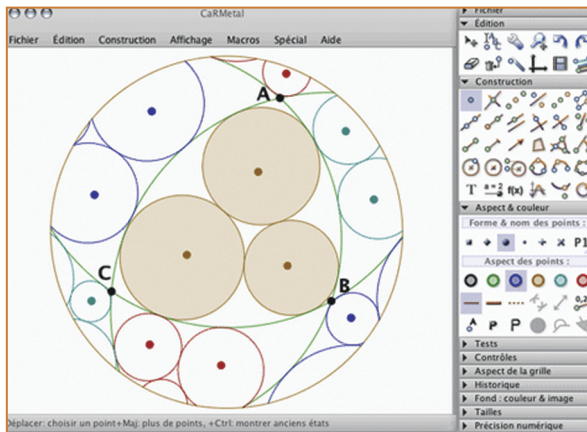 CaRMetal
Fichier Édition Construction Affichage Macros Spécial Aide
A
C
B
Déplacer: choisir un point+Maj: plus de points, +Ctrl: montrer anciens états
Fichier
Édition
Construction
T a=2 f(x)
Aspect & couleur
Forme & nom des points :
P1
Aspect des points :
A P P
Tests
Contrôles
Aspect de la grille
Historique
Fond : couleur & image
Tailles
Précision numérique